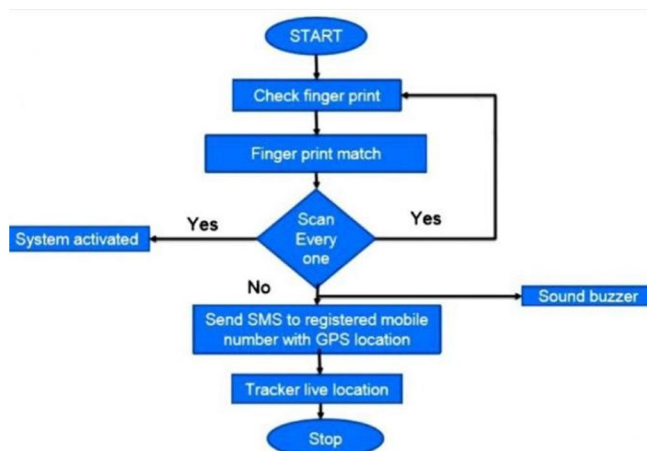 START
Check finger print
Finger print match
Scan
Every
one
Yes
Yes
System activated
No
Sound buzzer
Send SMS to registered mobile
number with GPS location
Tracker live location
Stop